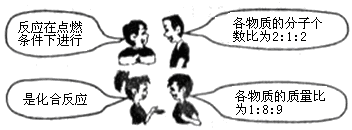 反应在点燃
条件下进行
各物质的分子个
数比为2:1:2
是化合反应
各物质的质量比
为1:8:9